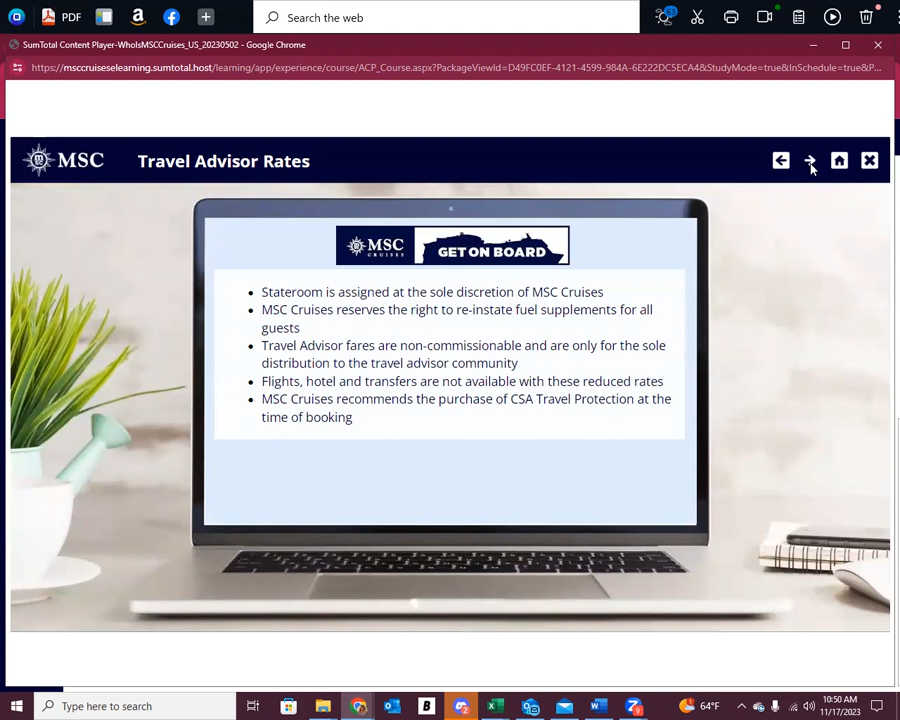 PDF
Search the web
SumTotal Content Player-WhoIsMSCCruises_US_20230502 - Google Chrome
https://msccruiseselearning.sumtotal.host/learning/app/experience/course/ACP_Course.aspx?PackageViewId=D49FC0EF-4121-4599-984A-6E222DC5ECA4&StudyMode=true&InSchedule=true&P...
MSC
Travel Advisor Rates
MSC
CRUISES
GET ON BOARD
• Stateroom is assigned at the sole discretion of MSC Cruises
• MSC Cruises reserves the right to re-instate fuel supplements for all
guests
• Travel Advisor fares are non-commissionable and are only for the sole
distribution to the travel advisor community
• Flights, hotel and transfers are not available with these reduced rates
• MSC Cruises recommends the purchase of CSA Travel Protection at the
time of booking
Type here to search
64°F
10:50 AM
11/17/2023